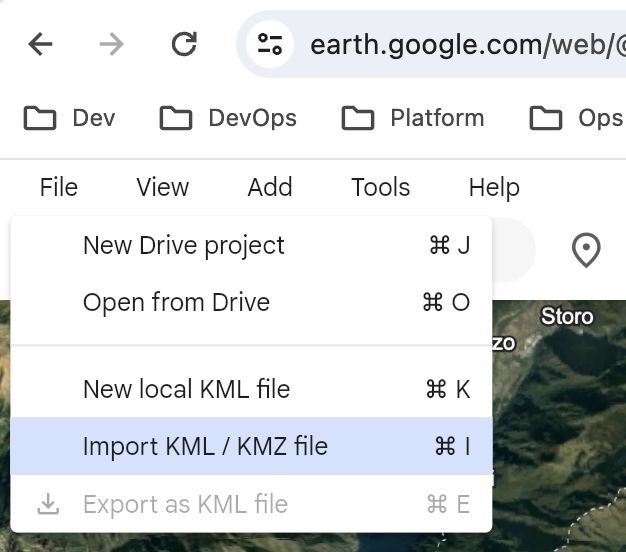 earth.google.com/web/@
Dev DevOps Platform Ops
File View Add Tools Help
New Drive project ⌘ J
Open from Drive ⌘ O
Storo
zo
New local KML file ⌘ K
Import KML / KMZ file ⌘ I
Export as KML file ⌘ E